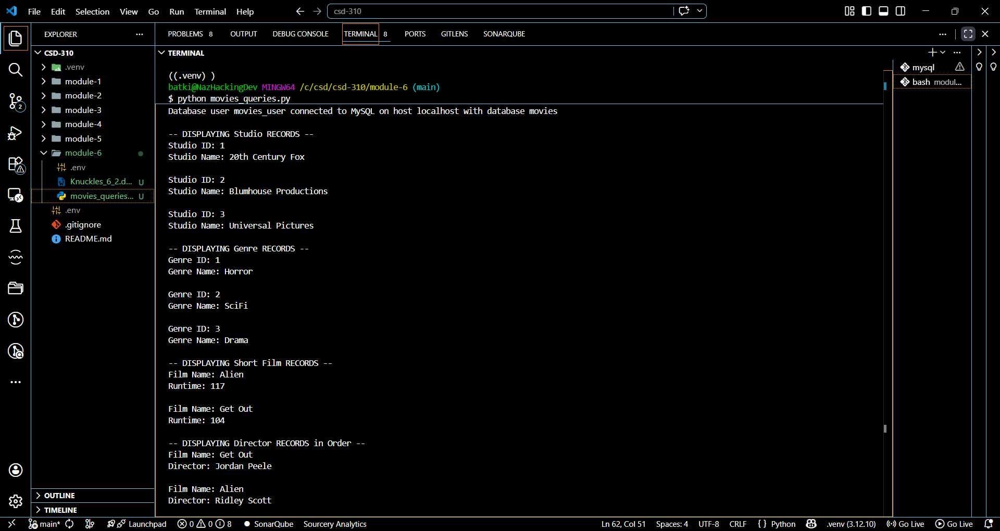 File Edit Selection View Go Run Terminal Help
csd-310
EXPLORER
PROBLEMS 8 OUTPUT DEBUG CONSOLE TERMINAL 8 PORTS GITLENS SONARQUBE
CSD-310
.venv
module-1
module-2
module-3
module-4
module-5
module-6
.env
Knuckles_6_2.d... U
movies_queries... U
.env
.gitignore
README.md
OUTLINE
TIMELINE
2
TERMINAL
((.venv) )
batki@NazHackingDev MINGW64 /c/csd/csd-310/module-6 (main)
$ python movies_queries.py
Database user movies_user connected to MySQL on host localhost with database movies
-- DISPLAYING Studio RECORDS --
Studio ID: 1
Studio Name: 20th Century Fox
Studio ID: 2
Studio Name: Blumhouse Productions
Studio ID: 3
Studio Name: Universal Pictures
-- DISPLAYING Genre RECORDS --
Genre ID: 1
Genre Name: Horror
Genre ID: 2
Genre Name: SciFi
Genre ID: 3
Genre Name: Drama
-- DISPLAYING Short Film RECORDS --
Film Name: Alien
Runtime: 117
Film Name: Get Out
Runtime: 104
-- DISPLAYING Director RECORDS in Order --
Film Name: Get Out
Director: Jordan Peele
Film Name: Alien
Director: Ridley Scott
mysql
bash modul...
main* Launchpad 0 0 8 SonarQube Sourcery Analytics Ln 62, Col 51 Spaces: 4 UTF-8 CRLF { } Python .venv (3.12.10) Go Live Go Live